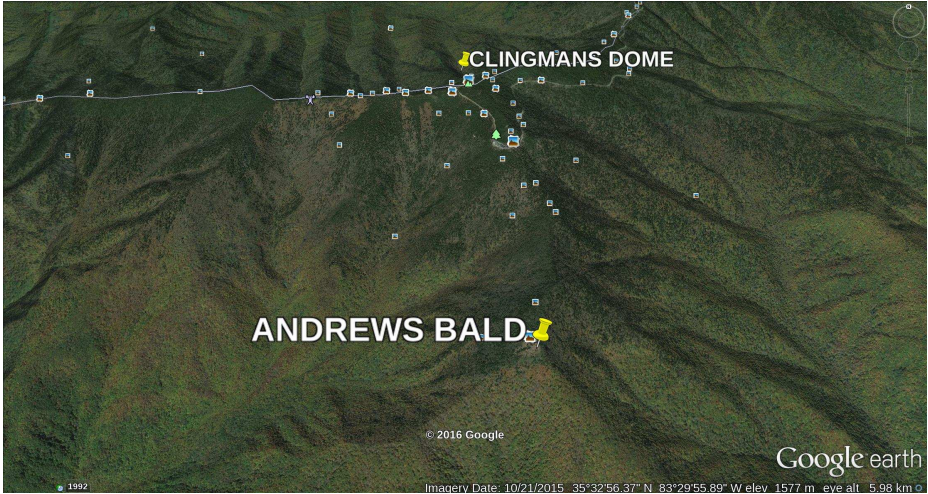 CLINGMANS DOME
ANDREWS BALD
© 2016 Google
Google earth
1992
Imagery Date: 10/21/2015 35°32'56.37" N 83°29'55.89" W elev 1577 m eye alt 5.98 km